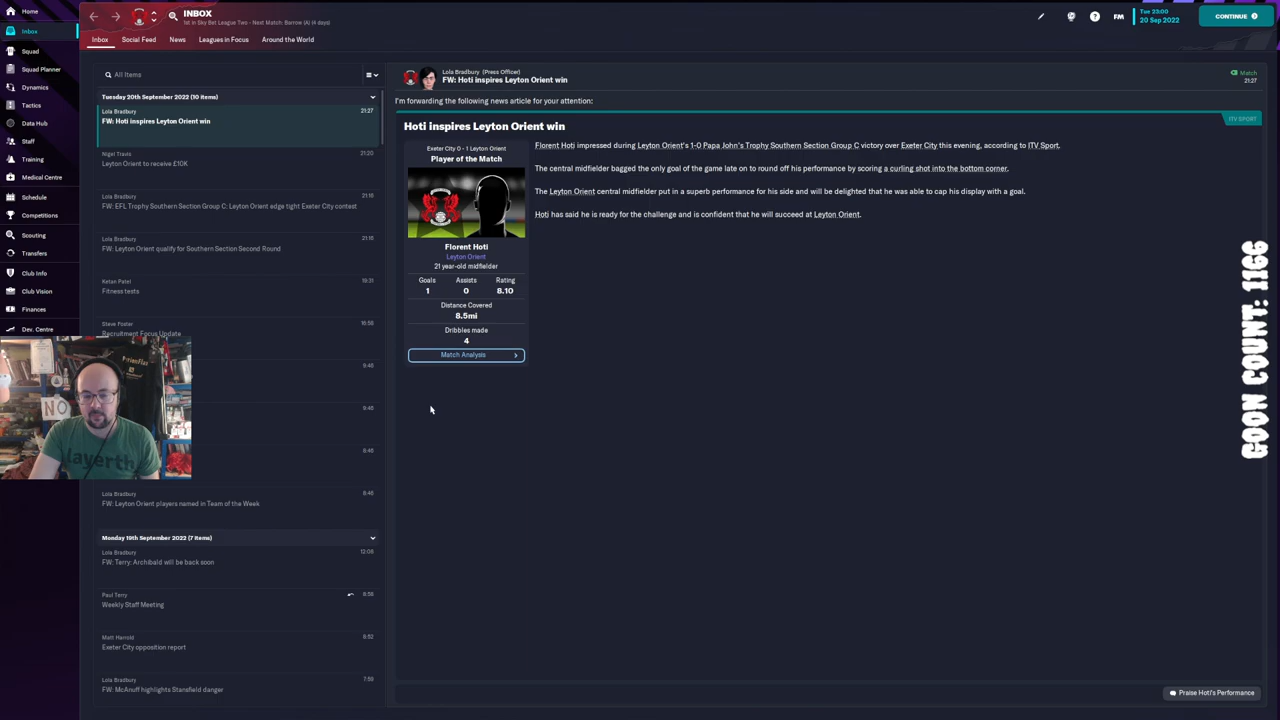 Home
Inbox
Squad
Squad Planner
Dynamics
Tactics
Data Hub
Staff
Training
Medical Centre
Schedule
Competitions
Scouting
Transfers
Club Info
Club Vision
Finances
Dev. Centre
INBOX
1st in Sky Bet League Two - Next Match: Barrow (A) (4 days)
FM
Tue 23:00
20 Sep 2022
CONTINUE
Inbox
Social Feed
News
Leagues in Focus
Around the World
All Items
Tuesday 20th September 2022 (10 Items)
Lola Bradbury 21:27
FW: Hoti inspires Leyton Orient win
Nigel Travis 21:20
Leyton Orient to receive £10K
Lola Bradbury 21:16
FW: EFL Trophy Southern Section Group C: Leyton Orient edge tight Exeter City contest
Lola Bradbury 21:16
FW: Leyton Orient qualify for Southern Section Second Round
Ketan Patel 19:31
Fitness tests
Steve Foster 16:56
Recruitment Focus Update
9:46
9:46
9:46
Lola Bradbury 9:46
FW: Leyton Orient players named in Team of the Week
Monday 19th September 2022 (7 Items)
Lola Bradbury 12:06
FW: Terry: Archibald will be back soon
Paul Terry 8:56
Weekly Staff Meeting
Matt Harrold 8:52
Exeter City opposition report
Lola Bradbury 7:59
FW: McAnuff highlights Stansfield danger
Lola Bradbury (Press Officer)
FW: Hoti inspires Leyton Orient win
Match
21:27
I'm forwarding the following news article for your attention:
ITV SPORT
Hoti inspires Leyton Orient win
Exeter City 0 - 1 Leyton Orient
Player of the Match
Florent Hoti
Leyton Orient
21 year-old midfielder
Goals Assists Rating
1 0 8.10
Distance Covered
8.5mi
Dribbles made
4
Match Analysis
Florent Hoti impressed during Leyton Orient's 1-0 Papa John's Trophy Southern Section Group C victory over Exeter City this evening, according to ITV Sport.
The central midfielder bagged the only goal of the game late on to round off his performance by scoring a curling shot into the bottom corner.
The Leyton Orient central midfielder put in a superb performance for his side and will be delighted that he was able to cap his display with a goal.
Hoti has said he is ready for the challenge and is confident that he will succeed at Leyton Orient.
Praise Hoti's Performance
NO
layerth
GOON COUNT: 1166